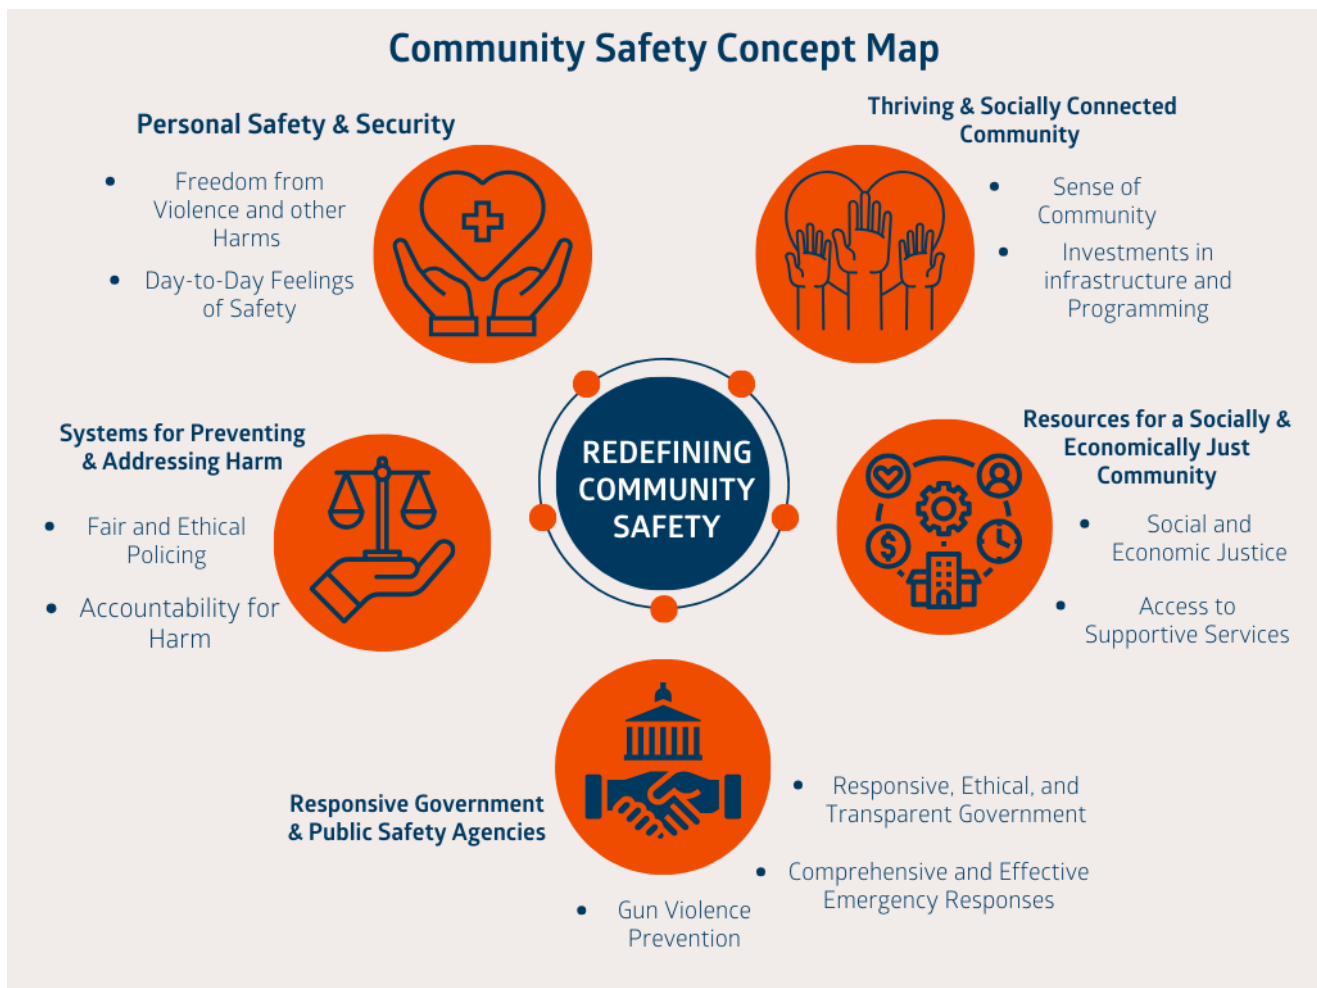 Community Safety Concept Map
Personal Safety & Security
• Freedom from
Violence and other
Harms
• Day-to-Day Feelings
of Safety
Thriving & Socially Connected
Community
• Sense of
Community
• Investments in
infrastructure and
Programming
Systems for Preventing
& Addressing Harm
• Fair and Ethical
Policing
• Accountability for
Harm
REDEFINING
COMMUNITY
SAFETY
Resources for a Socially &
Economically Just
Community
• Social and
Economic Justice
• Access to
Supportive Services
$
Responsive Government
& Public Safety Agencies
• Responsive, Ethical, and
Transparent Government
• Comprehensive and Effective
Emergency Responses
• Gun Violence
Prevention